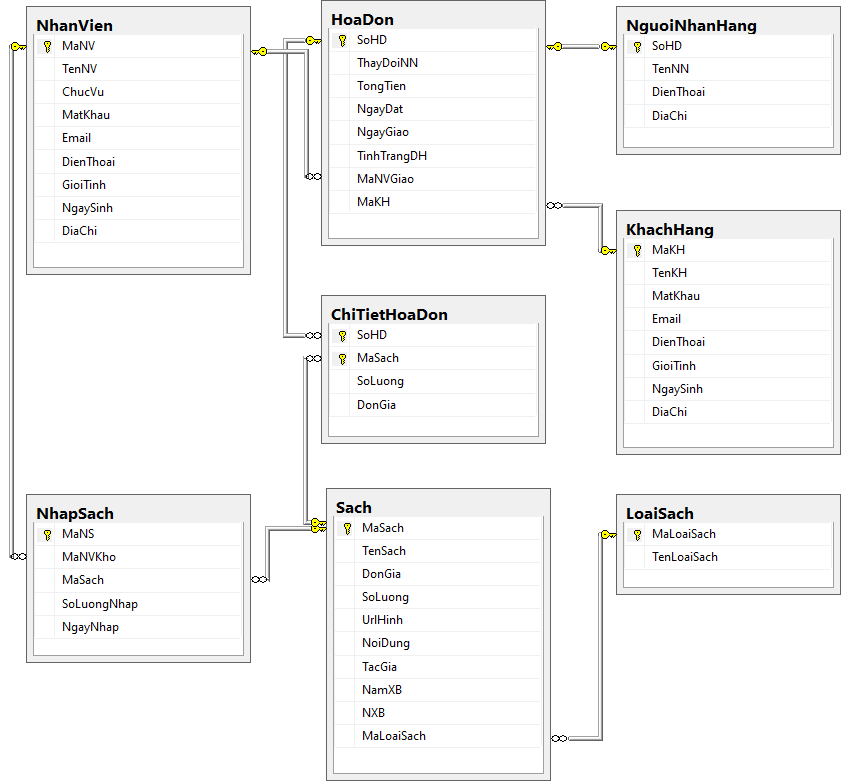 NhanVien
MaNV
TenNV
ChucVu
MatKhau
Email
DienThoai
GioiTinh
NgaySinh
DiaChi
HoaDon
SoHD
ThayDoiNN
TongTien
NgayDat
NgayGiao
TinhTrangDH
MaNVGiao
MaKH
NguoiNhanHang
SoHD
TenNN
DienThoai
DiaChi
KhachHang
MaKH
TenKH
MatKhau
Email
DienThoai
GioiTinh
NgaySinh
DiaChi
ChiTietHoaDon
SoHD
MaSach
SoLuong
DonGia
NhapSach
MaNS
MaNVKho
MaSach
SoLuongNhap
NgayNhap
Sach
MaSach
TenSach
DonGia
SoLuong
UrlHinh
NoiDung
TacGia
NamXB
NXB
MaLoaiSach
LoaiSach
MaLoaiSach
TenLoaiSach